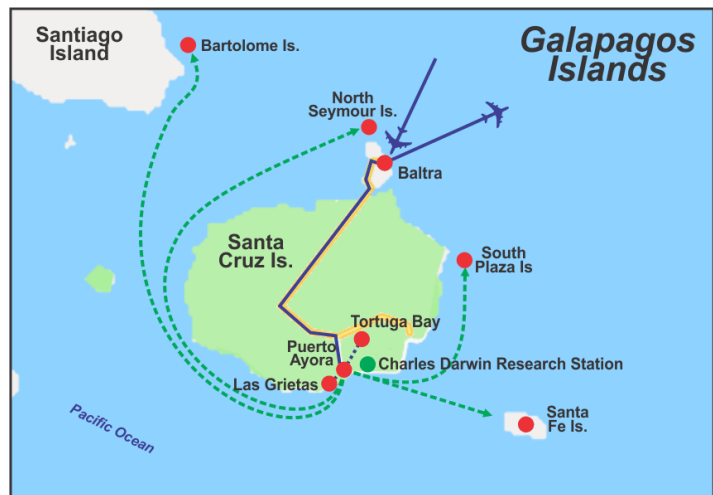 Santiago
Island
Bartolome Is.
Galapagos
Islands
North
Seymour Is.
Baltra
Santa
Cruz Is.
South
Plaza Is
Tortuga Bay
Puerto
Ayora
Charles Darwin Research Station
Las Grietas
Santa
Fe Is.
Pacific Ocean